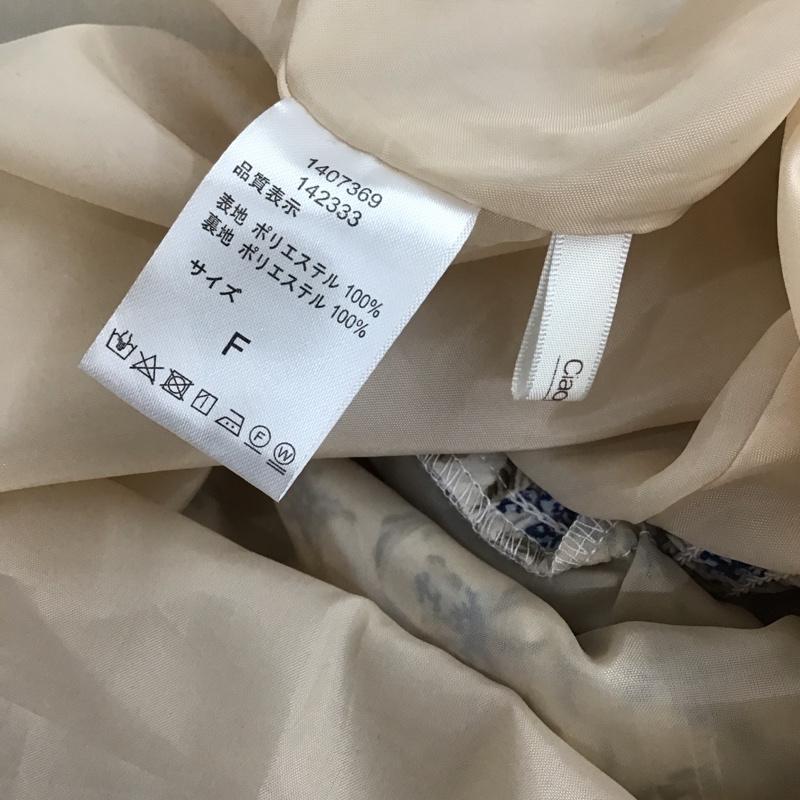 1407369
品質表示 142333
表地 ポリエステル 100%
裏地 ポリエステル 100%
サイズ
F
F W
Ciao